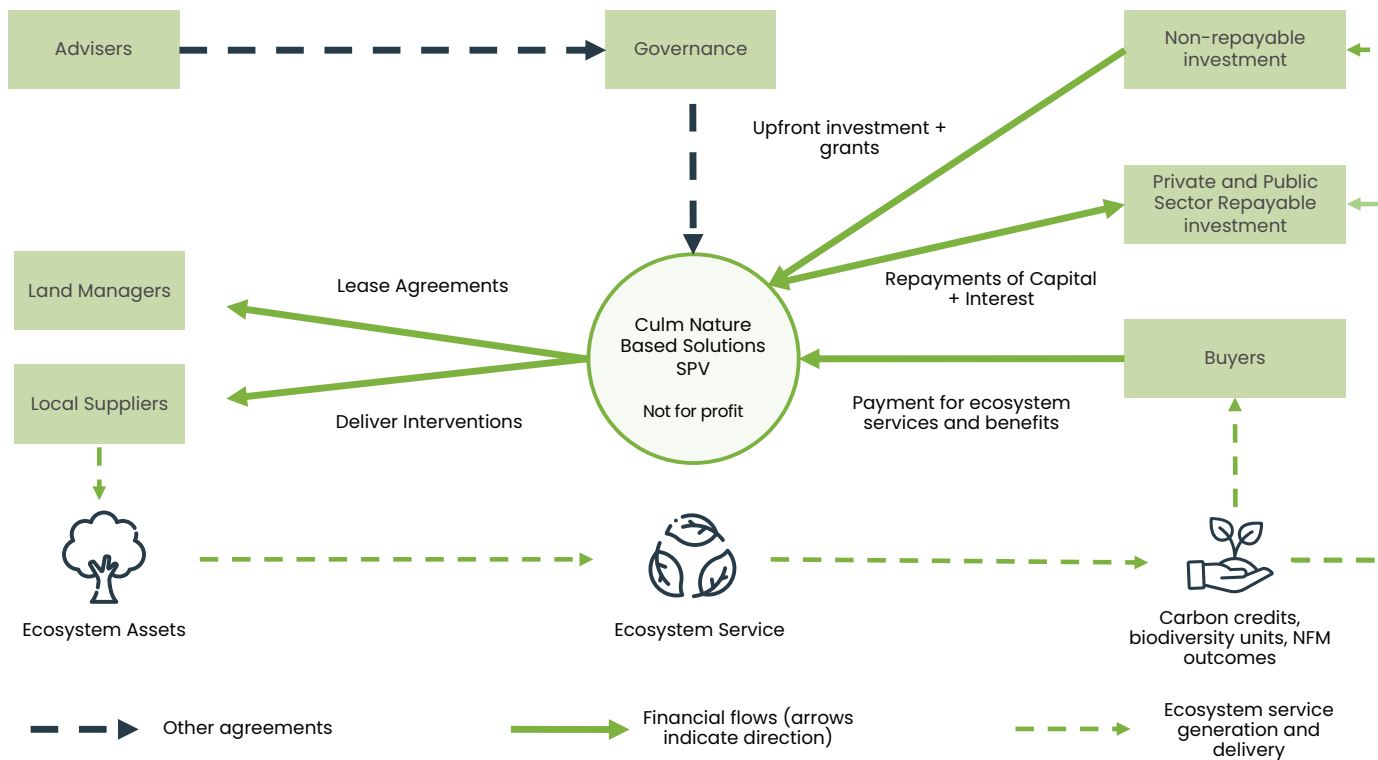 Advisers
Governance
Non-repayable
investment
Upfront investment +
grants
Private and Public
Sector Repayable
investment
Land Managers
Lease Agreements
Repayments of Capital
+ Interest
Culm Nature
Based Solutions
SPV
Not for profit
Buyers
Local Suppliers
Deliver Interventions
Payment for ecosystem
services and benefits
Ecosystem Assets
Ecosystem Service
Carbon credits,
biodiversity units, NFM
outcomes
Other agreements
Financial flows (arrows
indicate direction)
Ecosystem service
generation and
delivery